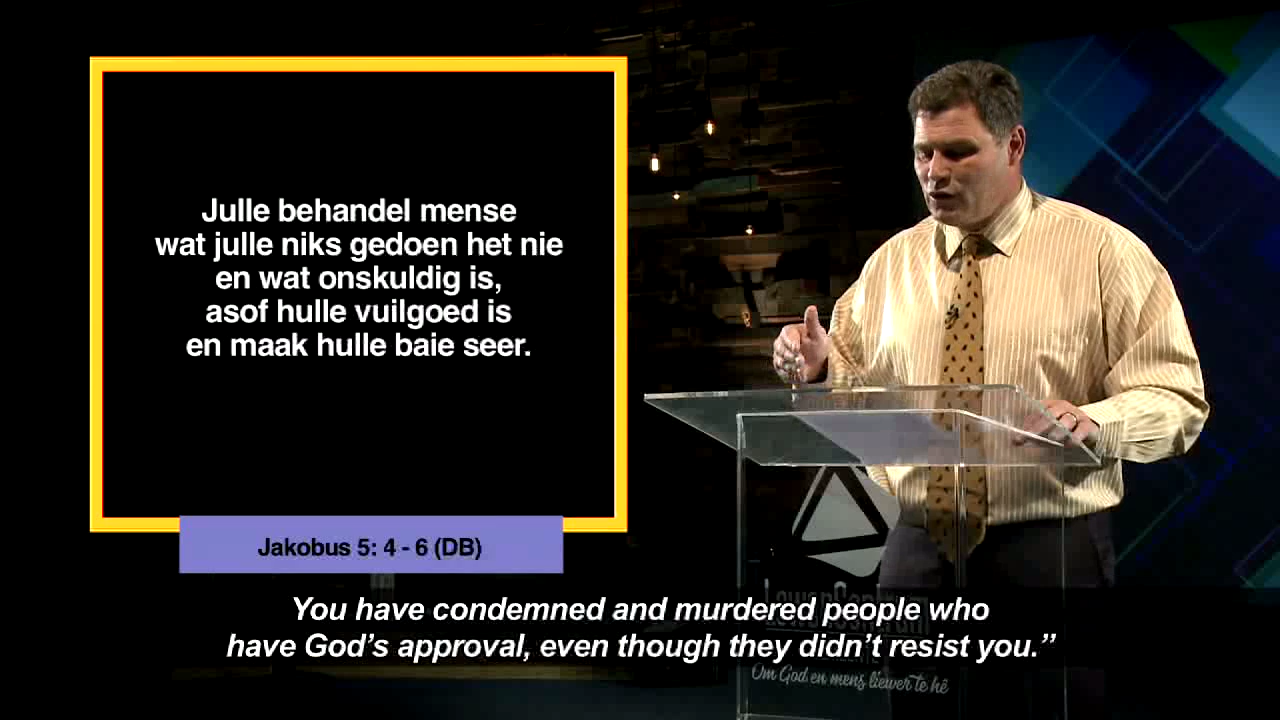 Julle behandel mense
wat julle niks gedoen het nie
en wat onskuldig is,
asof hulle vuilgoed is
en maak hulle baie seer.
Jakobus 5: 4 - 6 (DB)
You have condemned and murdered people who
have God's approval, even though they didn't resist you.”
Om God en mens liewer te hê